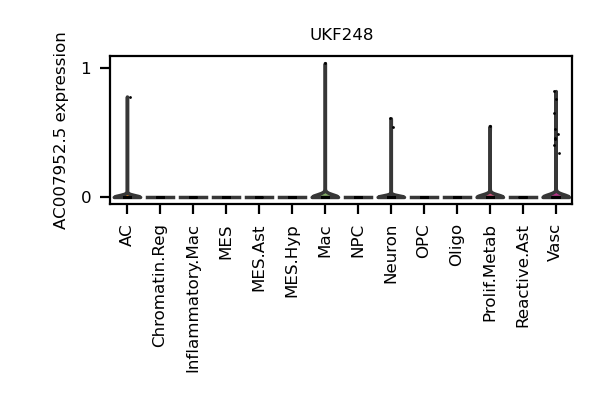 UKF248
AC007952.5 expression
1
0
AC
Chromatin.Reg
Inflammatory.Mac
MES
MES.Ast
MES.Hyp
Mac
NPC
Neuron
OPC
Oligo
Prolif.Metab
Reactive.Ast
Vasc